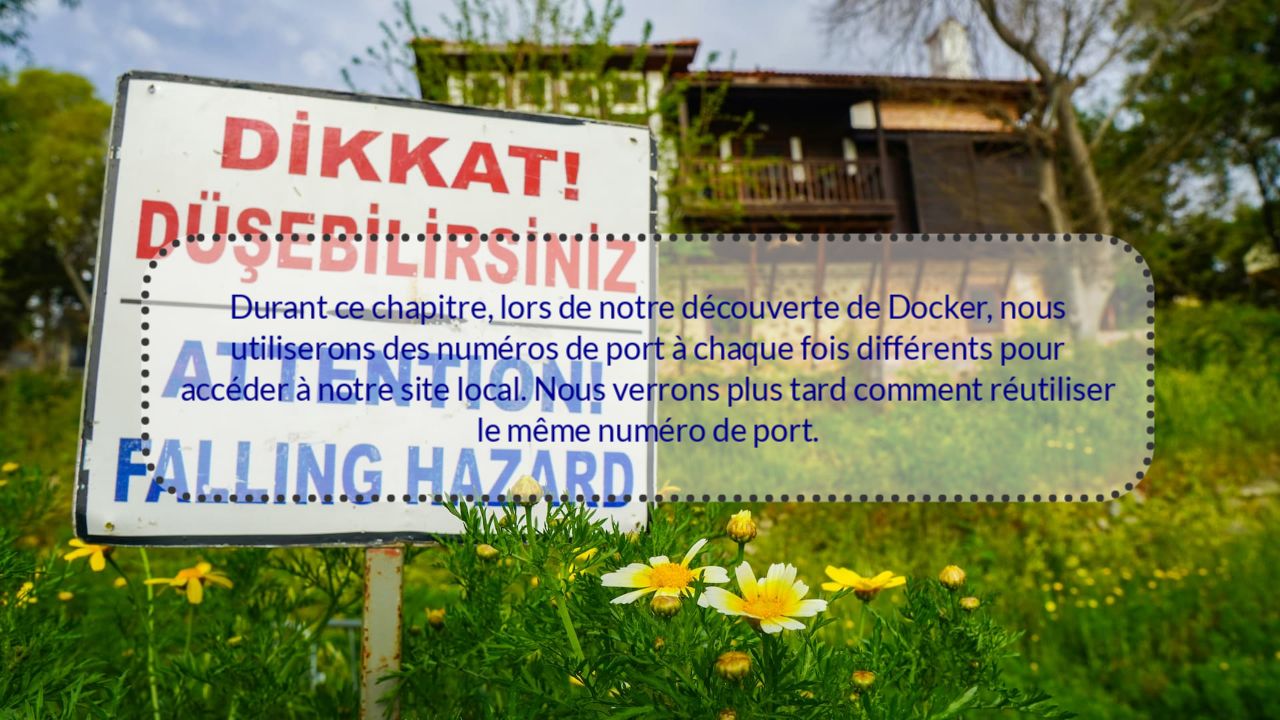 DİKKAT!
DÜŞEBİLİRSİNİZ
Durant ce chapitre, lors de notre découverte de Docker, nous
utiliserons des numéros de port à chaque fois différents pour
accéder à notre site local. Nous verrons plus tard comment réutiliser
le même numéro de port.
ATTENTION!
FALLING HAZARD